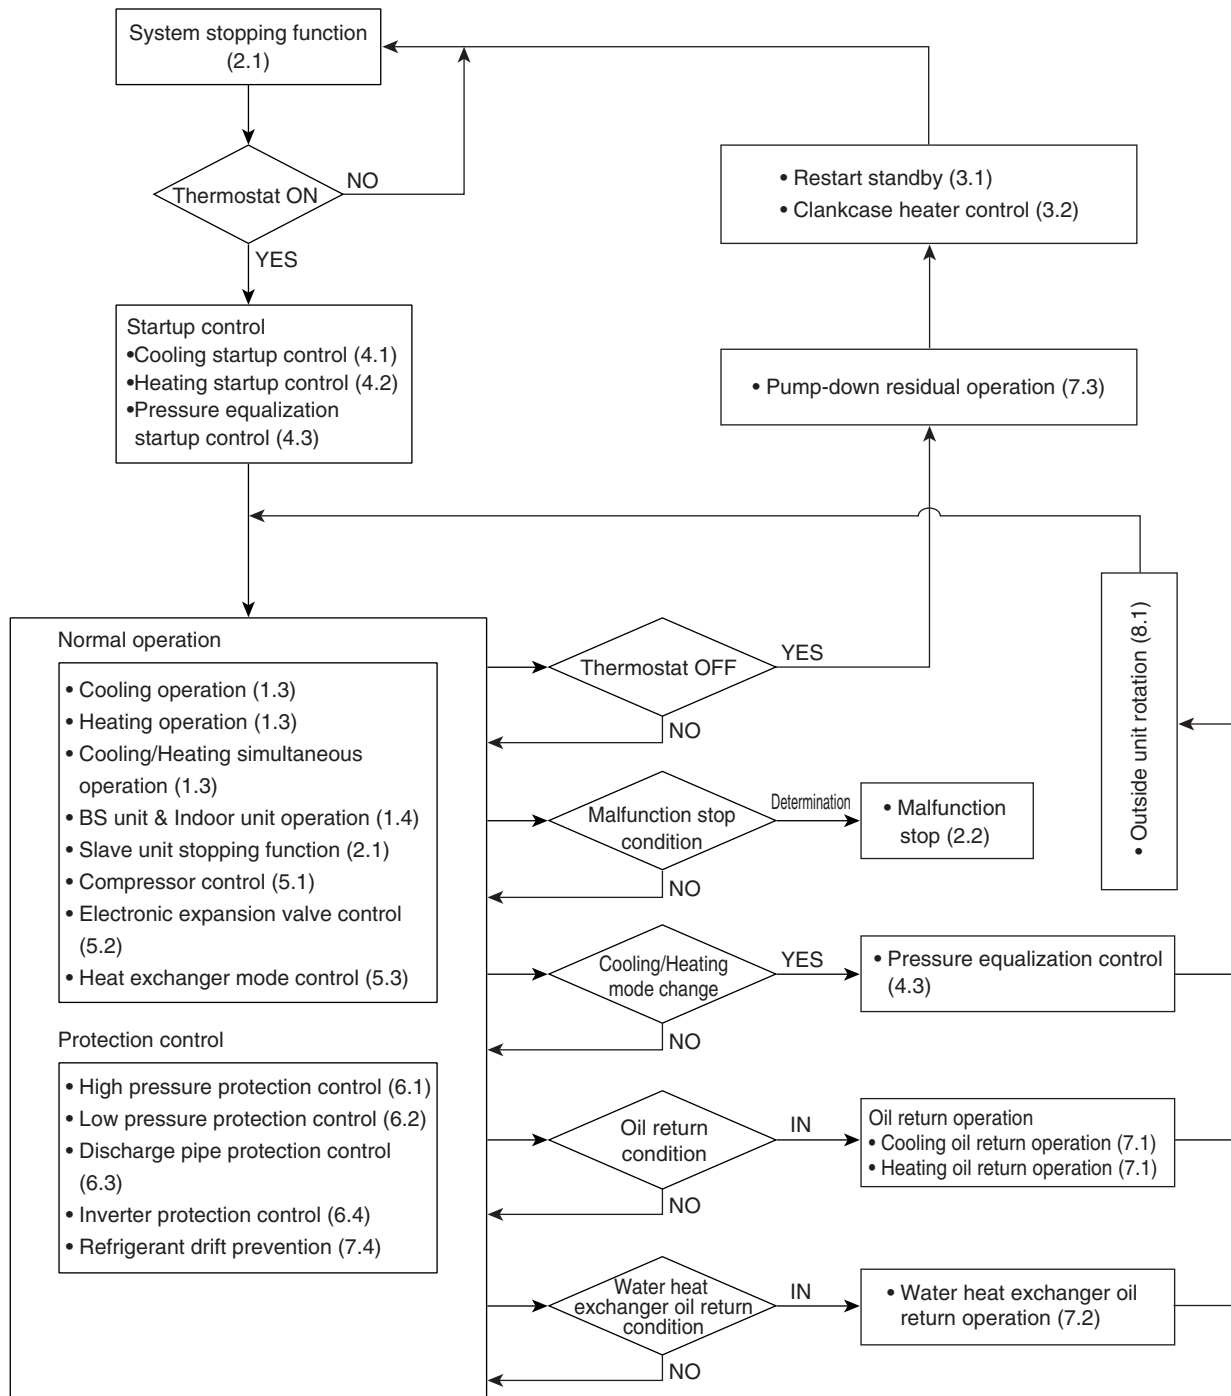 System stopping function
(2.1)
Thermostat ON
NO
YES
Startup control
•Cooling startup control (4.1)
•Heating startup control (4.2)
•Pressure equalization
startup control (4.3)
• Restart standby (3.1)
• Clankcase heater control (3.2)
• Pump-down residual operation (7.3)
• Outside unit rotation (8.1)
Normal operation
• Cooling operation (1.3)
• Heating operation (1.3)
• Cooling/Heating simultaneous
operation (1.3)
• BS unit & Indoor unit operation (1.4)
• Slave unit stopping function (2.1)
• Compressor control (5.1)
• Electronic expansion valve control
(5.2)
• Heat exchanger mode control (5.3)
Protection control
• High pressure protection control (6.1)
• Low pressure protection control (6.2)
• Discharge pipe protection control
(6.3)
• Inverter protection control (6.4)
• Refrigerant drift prevention (7.4)
Thermostat OFF
YES
NO
Malfunction stop
condition
Determination
• Malfunction
stop (2.2)
NO
Cooling/Heating
mode change
YES
• Pressure equalization control
(4.3)
NO
Oil return
condition
IN
Oil return operation
• Cooling oil return operation (7.1)
• Heating oil return operation (7.1)
NO
Water heat
exchanger oil return
condition
IN
• Water heat exchanger oil
return operation (7.2)
NO